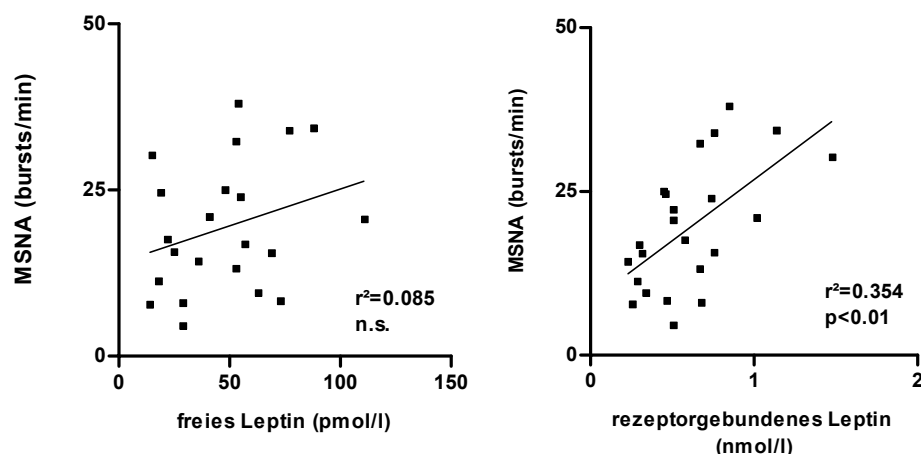 50
25
0
MSNA (bursts/min)
0
50
100
150
freies Leptin (pmol/l)
r²=0.085
n.s.
50
25
0
MSNA (bursts/min)
0
1
2
rezeptorgebundenes Leptin
(nmol/l)
r²=0.354
p<0.01